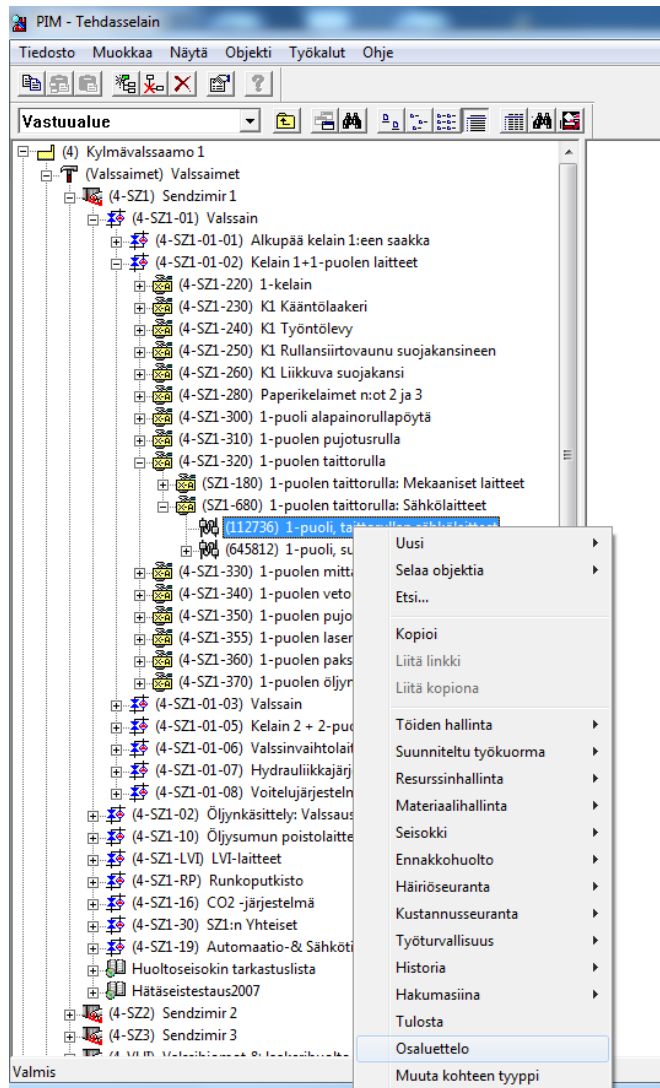 PIM - Tehdasselain
Tiedosto Muokkaa Näytä Objekti Työkalut Ohje
Vastuualue
(4) Kylmävalssaamo 1
(Valssaimet) Valssaimet
(4-SZ1) Sendzimir 1
(4-SZ1-01) Valssain
(4-SZ1-01-01) Alkupää kelain 1:een saakka
(4-SZ1-01-02) Kelain 1+1-puolen laitteet
(4-SZ1-220) 1-kelain
(4-SZ1-230) K1 Kääntölaakeri
(4-SZ1-240) K1 Työntölevy
(4-SZ1-250) K1 Rullansiirtovaunu suojakansineen
(4-SZ1-260) K1 Liikkuva suojakansi
(4-SZ1-280) Paperikelaimet n:ot 2 ja 3
(4-SZ1-300) 1-puoli alapainorullapöytä
(4-SZ1-310) 1-puolen pujotusrulla
(4-SZ1-320) 1-puolen taittorulla
(SZ1-180) 1-puolen taittorulla: Mekaaniset laitteet
(SZ1-680) 1-puolen taittorulla: Sähkölaitteet
(112736) 1-puoli, taittorullan sähkölaitteet
(645812) 1-puoli, su
(4-SZ1-330) 1-puolen mitta
(4-SZ1-340) 1-puolen veto
(4-SZ1-350) 1-puolen pujo
(4-SZ1-355) 1-puolen laser
(4-SZ1-360) 1-puolen paks
(4-SZ1-370) 1-puolen öljyn
(4-SZ1-01-03) Valssain
(4-SZ1-01-05) Kelain 2 + 2-puo
(4-SZ1-01-06) Valssinvaihtolait
(4-SZ1-01-07) Hydrauliikkajärj
(4-SZ1-01-08) Voitelujärjesteln
(4-SZ1-02) Öljynkäsittely: Valssaus
(4-SZ1-10) Öljysumun poistolaitte
(4-SZ1-LVI) LVI-laitteet
(4-SZ1-RP) Runkoputkisto
(4-SZ1-16) CO2 -järjestelmä
(4-SZ1-30) SZ1:n Yhteiset
(4-SZ1-19) Automaatio-& Sähköti
Huoltoseisokin tarkastuslista
Hätäseistestaus2007
(4-SZ2) Sendzimir 2
(4-SZ3) Sendzimir 3
Uusi
Selaa objektia
Etsi...
Kopioi
Liitä linkki
Liitä kopiona
Töiden hallinta
Suunniteltu työkuorma
Resurssinhallinta
Materiaalihallinta
Seisokki
Ennakkohuolto
Häiriöseuranta
Kustannusseuranta
Työturvallisuus
Historia
Hakumasiina
Tulosta
Osaluettelo
Muuta kohteen tyyppi
Valmis